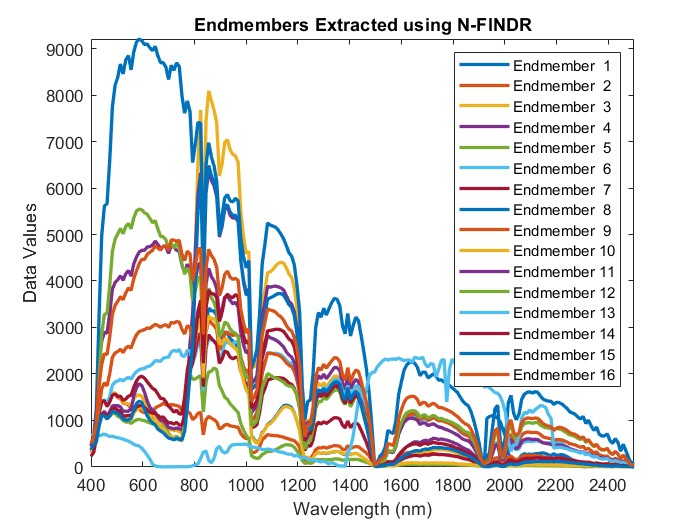 Endmembers Extracted using N-FINDR
9000
8000
7000
6000
5000
4000
3000
2000
1000
0
Data Values
400
600
800
1000
1200
1400
1600
1800
2000
2200
2400
Wavelength (nm)
Endmember 1
Endmember 2
Endmember 3
Endmember 4
Endmember 5
Endmember 6
Endmember 7
Endmember 8
Endmember 9
Endmember 10
Endmember 11
Endmember 12
Endmember 13
Endmember 14
Endmember 15
Endmember 16